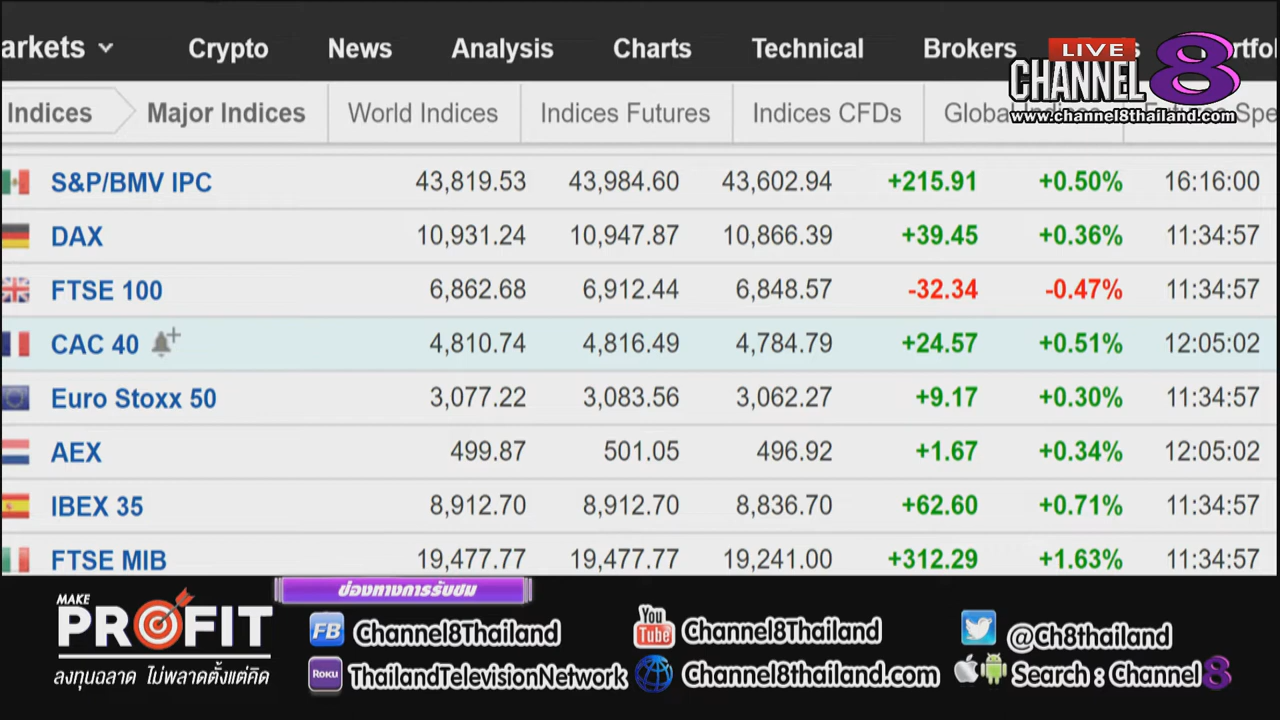 arkets Crypto News Analysis Charts Technical Brokers
LIVE
CHANNEL 8
www.channel8thailand.com
Indices Major Indices World Indices Indices Futures Indices CFDs
S&P/BMV IPC 43,819.53 43,984.60 43,602.94 +215.91 +0.50% 16:16:00
DAX 10,931.24 10,947.87 10,866.39 +39.45 +0.36% 11:34:57
FTSE 100 6,862.68 6,912.44 6,848.57 -32.34 -0.47% 11:34:57
CAC 40 4,810.74 4,816.49 4,784.79 +24.57 +0.51% 12:05:02
Euro Stoxx 50 3,077.22 3,083.56 3,062.27 +9.17 +0.30% 11:34:57
AEX 499.87 501.05 496.92 +1.67 +0.34% 12:05:02
IBEX 35 8,912.70 8,912.70 8,836.70 +62.60 +0.71% 11:34:57
FTSE MIB 19,477.77 19,477.77 19,241.00 +312.29 +1.63% 11:34:57
ช่องทางการรับชม
MAKE
PROFIT
ลงทุนฉลาด ไม่พลาดตั้งแต่คิด
FB Channel8Thailand
You Tube Channel8Thailand
@Ch8thailand
ROKU ThailandTelevisionNetwork
Channel8thailand.com
Search : Channel 8